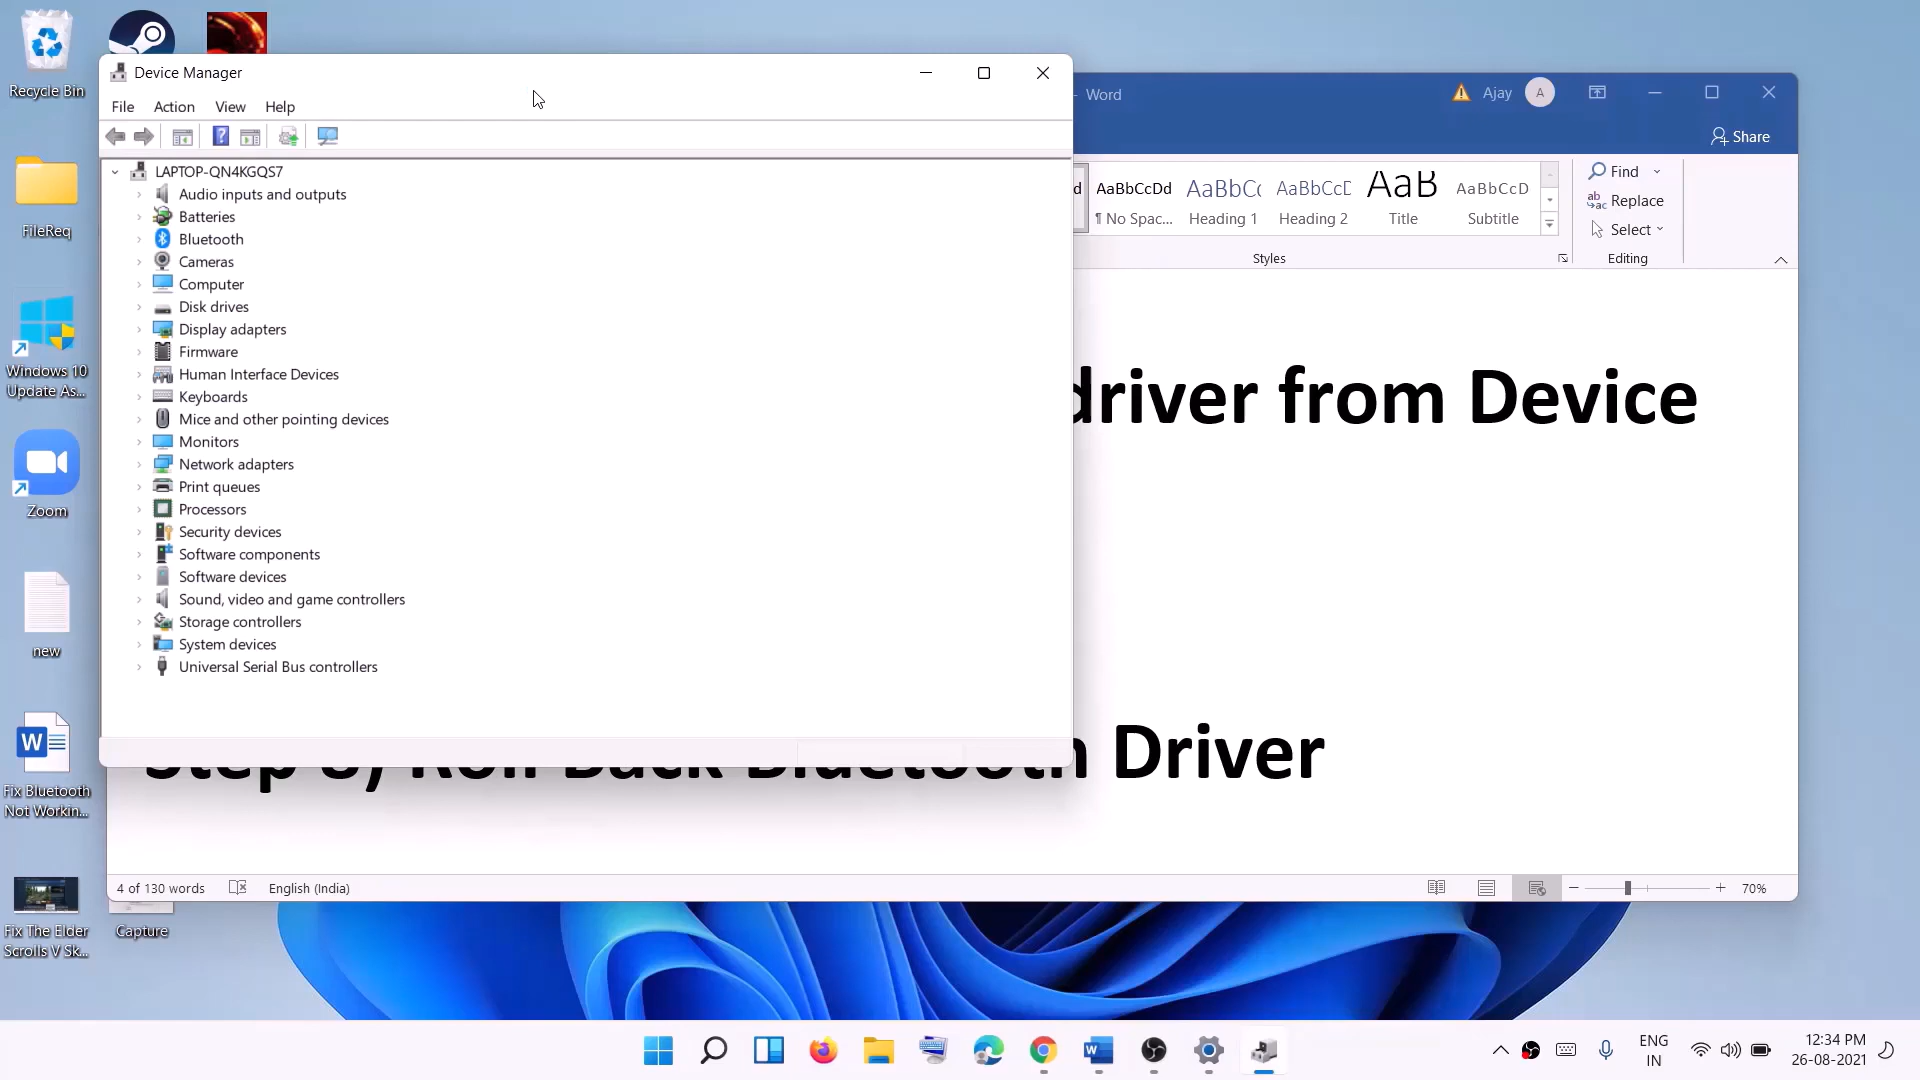 Recycle Bin
FileReq
Windows 10
Update As...
Zoom
new
Fix Bluetooth
Not Workin...
Fix The Elder
Scrolls V Sk...
Capture
Device Manager
File Action View Help
LAPTOP-QN4KGQS7
Audio inputs and outputs
Batteries
Bluetooth
Cameras
Computer
Disk drives
Display adapters
Firmware
Human Interface Devices
Keyboards
Mice and other pointing devices
Monitors
Network adapters
Print queues
Processors
Security devices
Software components
Software devices
Sound, video and game controllers
Storage controllers
System devices
Universal Serial Bus controllers
- Word
Ajay A
Share
AaBbCcDd AaBbCc AaBbCcD AaB AaBbCcD
¶ No Spac... Heading 1 Heading 2 Title Subtitle
Styles
Find
Replace
Select
Editing
driver from Device
Step 8) Roll Back Bluetooth Driver
4 of 130 words English (India)
70%
ENG
IN
12:34 PM
26-08-2021